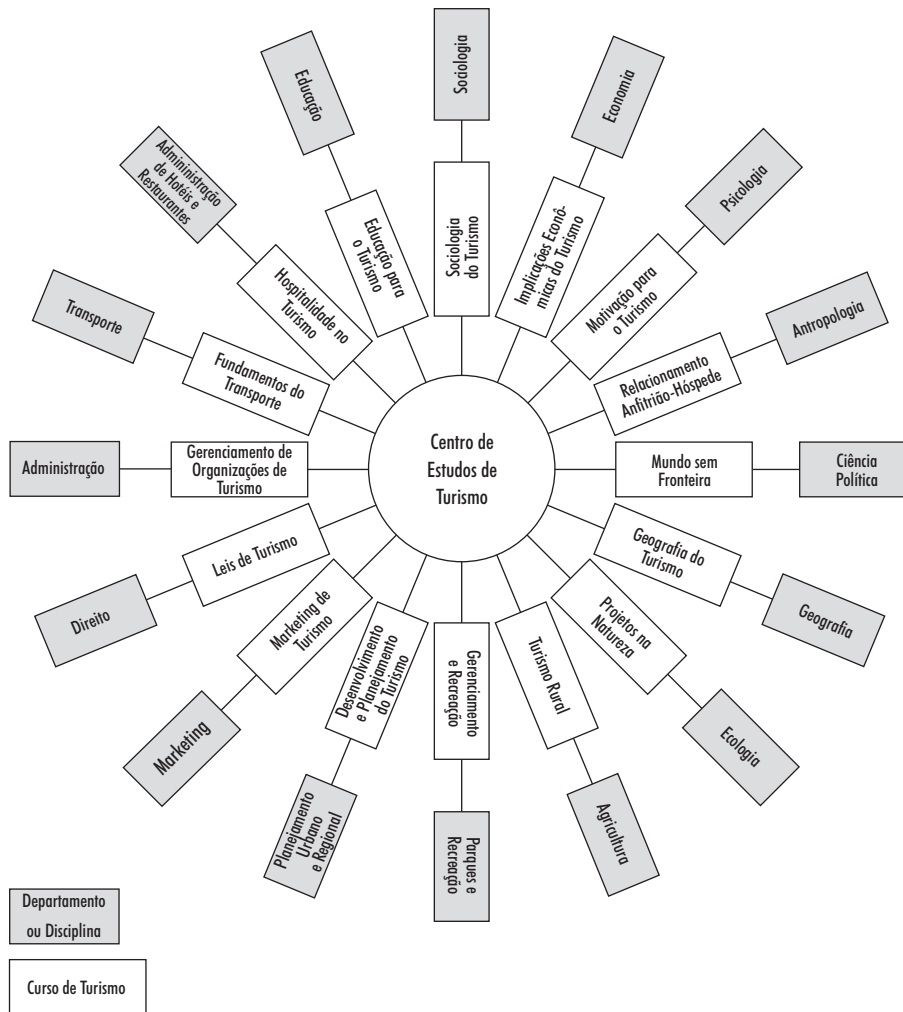 Sociologia
Sociologia
do Turismo
Economia
Implicações Econô-
micas do Turismo
Psicologia
Motivação para
o Turismo
Antropologia
Relacionamento
Anfitrião-Hóspede
Ciência
Política
Mundo sem
Fronteira
Geografia
Geografia do
Turismo
Ecologia
Projetos na
Natureza
Agricultura
Turismo Rural
Parques e
Recreação
Gerenciamento
e Recreação
Planejamento
Urbano
e Regional
Desenvolvimento
e Planejamento
do Turismo
Marketing
Marketing de
Turismo
Direito
Leis de Turismo
Administração
Gerenciamento de
Organizações de
Turismo
Transporte
Fundamentos do
Transporte
Admininistração
de Hotéis e
Restaurantes
Hospitalidade no
Turismo
Educação
Educação para
o Turismo
Centro de
Estudos de
Turismo
Departamento
ou Disciplina
Curso de Turismo